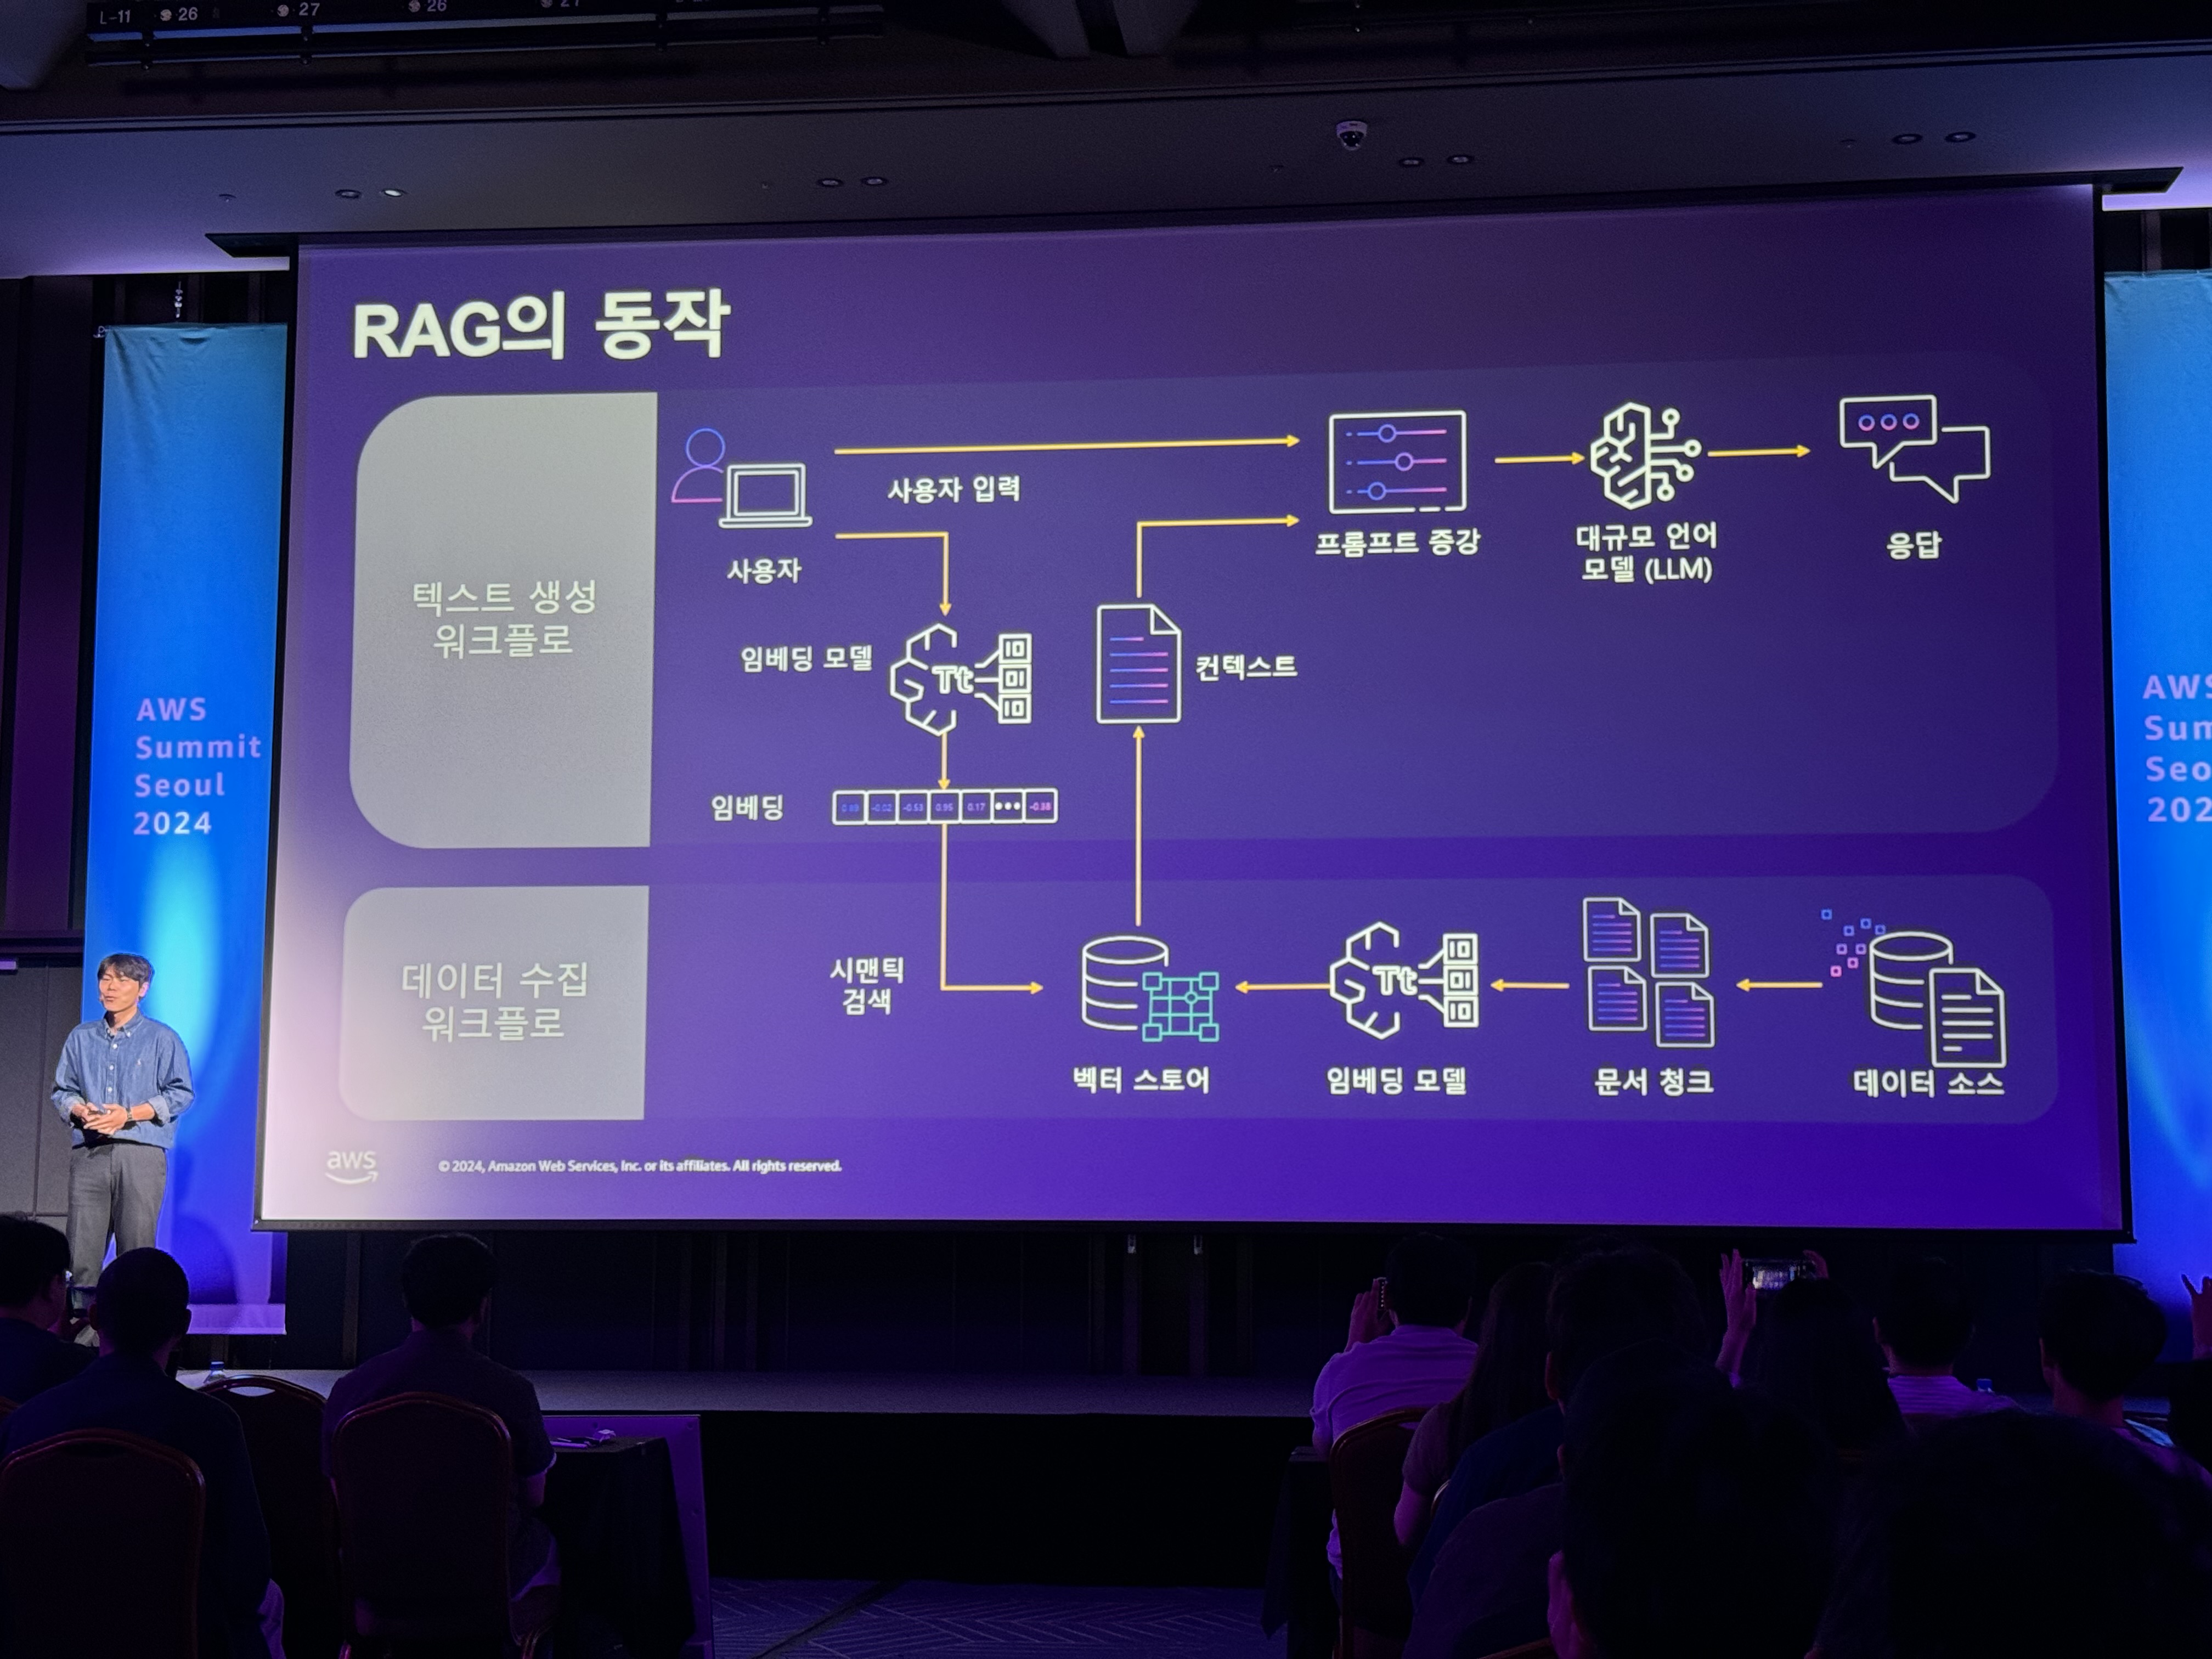 L-11 26 27 26 27
RAG의 동작
텍스트 생성
워크플로
사용자
사용자 입력
프롬프트 증강
대규모 언어
모델 (LLM)
응답
임베딩 모델
Tt
컨텍스트
임베딩
-0.02 -0.53 0.95 0.17 ••• -0.38
데이터 수집
워크플로
시맨틱
검색
벡터 스토어
Tt
임베딩 모델
문서 청크
데이터 소스
aws
© 2024, Amazon Web Services, Inc. or its affiliates. All rights reserved.
AWS
Summit
Seoul
2024
AWS
Sum
Seo
202